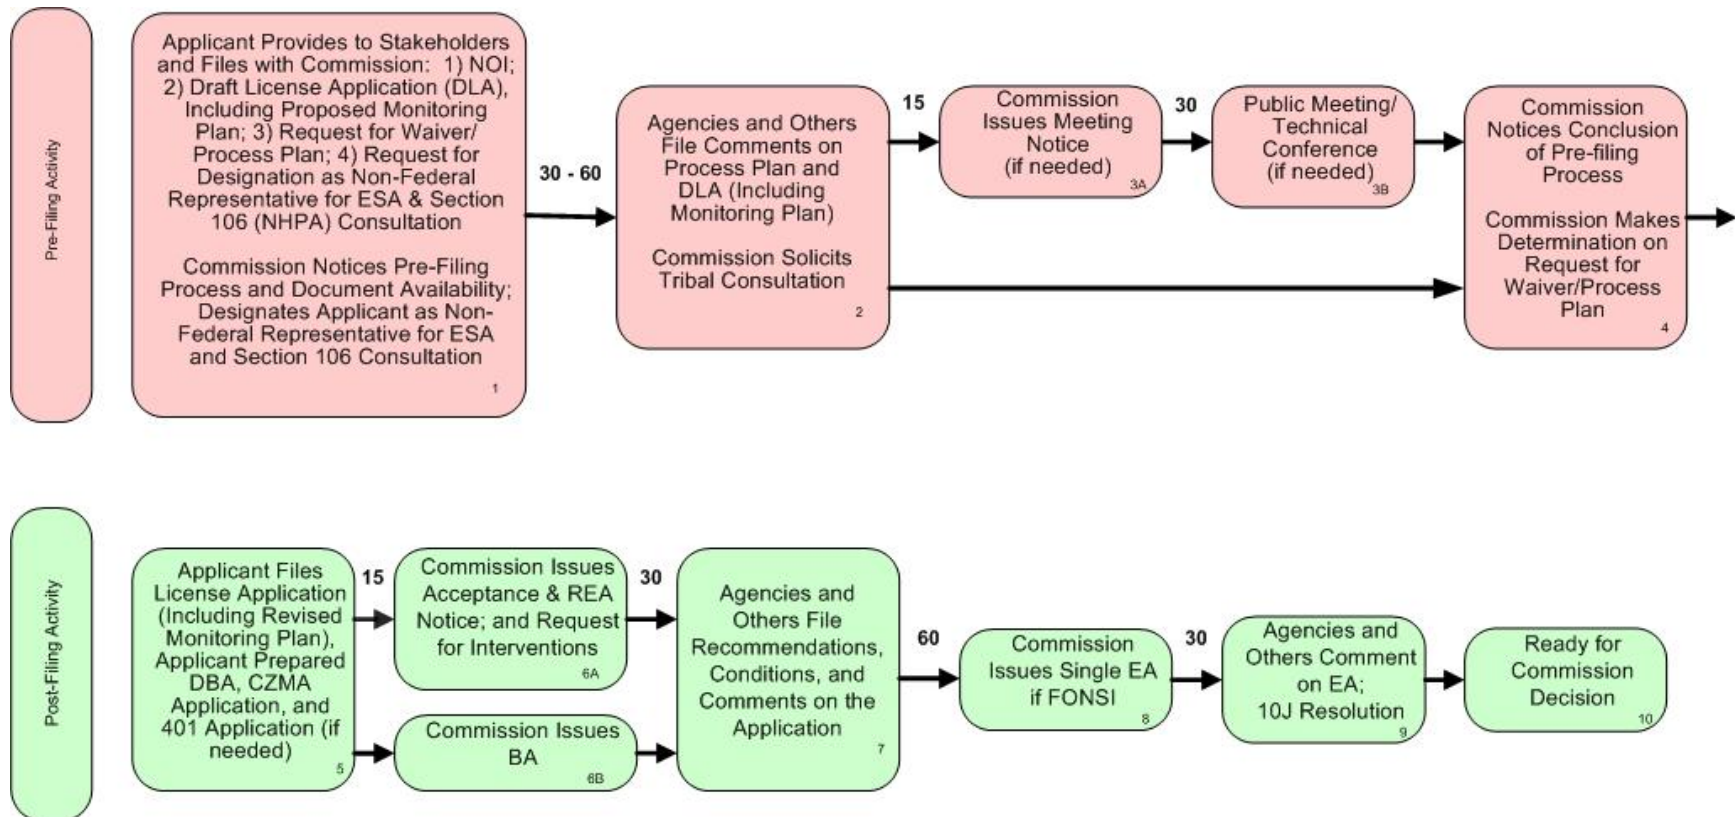 Pre-Filing Activity
Applicant Provides to Stakeholders
and Files with Commission: 1) NOI;
2) Draft License Application (DLA),
Including Proposed Monitoring
Plan; 3) Request for Waiver/
Process Plan; 4) Request for
Designation as Non-Federal
Representative for ESA & Section
106 (NHPA) Consultation
Commission Notices Pre-Filing
Process and Document Availability;
Designates Applicant as Non-
Federal Representative for ESA
and Section 106 Consultation
1
30 - 60
Agencies and Others
File Comments on
Process Plan and
DLA (Including
Monitoring Plan)
Commission Solicits
Tribal Consultation
2
15
Commission
Issues Meeting
Notice
(if needed)
3A
30
Public Meeting/
Technical
Conference
(if needed)
3B
Commission
Notices Conclusion
of Pre-filing
Process
Commission Makes
Determination on
Request for
Waiver/Process
Plan
4
Post-Filing Activity
Applicant Files
License Application
(Including Revised
Monitoring Plan),
Applicant Prepared
DBA, CZMA
Application, and
401 Application (if
needed)
5
15
Commission Issues
Acceptance & REA
Notice; and Request
for Interventions
6A
Commission Issues
BA
6B
30
Agencies and
Others File
Recommendations,
Conditions, and
Comments on the
Application
7
60
Commission
Issues Single EA
if FONSI
8
30
Agencies and
Others Comment
on EA;
10J Resolution
9
Ready for
Commission
Decision
10